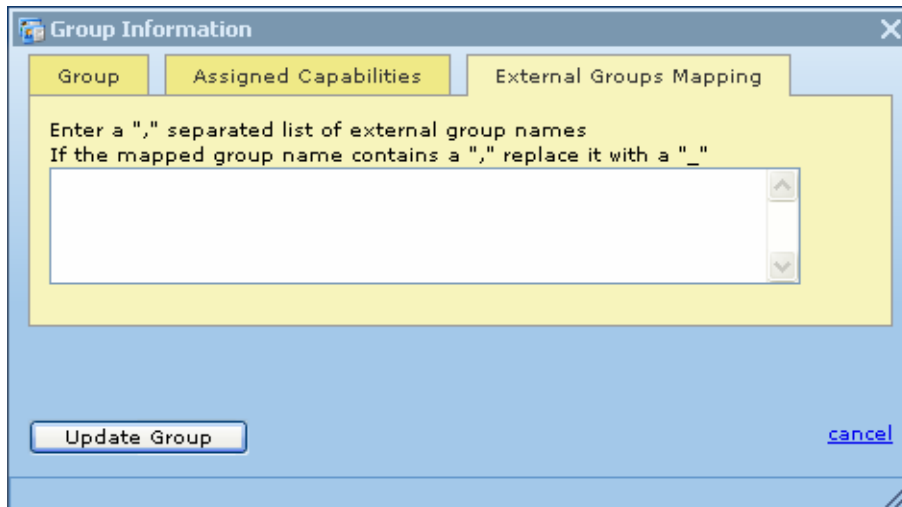 Group Information
Group
Assigned Capabilities
External Groups Mapping
Enter a "," separated list of external group names
If the mapped group name contains a "," replace it with a "_"
Update Group
cancel